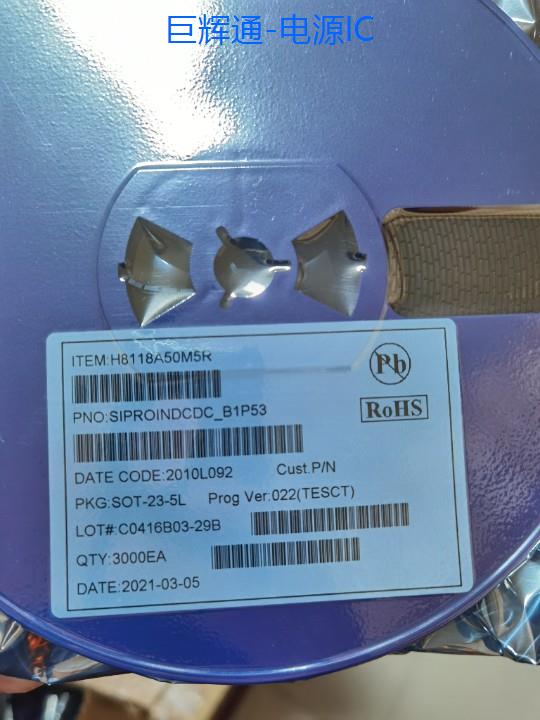 巨辉通-电源IC
ITEM:H8118A50M5R
Pb
PNO:SIPROINDCDC_B1P53
RoHS
DATE CODE:2010L092 Cust.P/N
PKG:SOT-23-5L Prog Ver:022(TESCT)
LOT#:C0416B03-29B
QTY:3000EA
DATE:2021-03-05